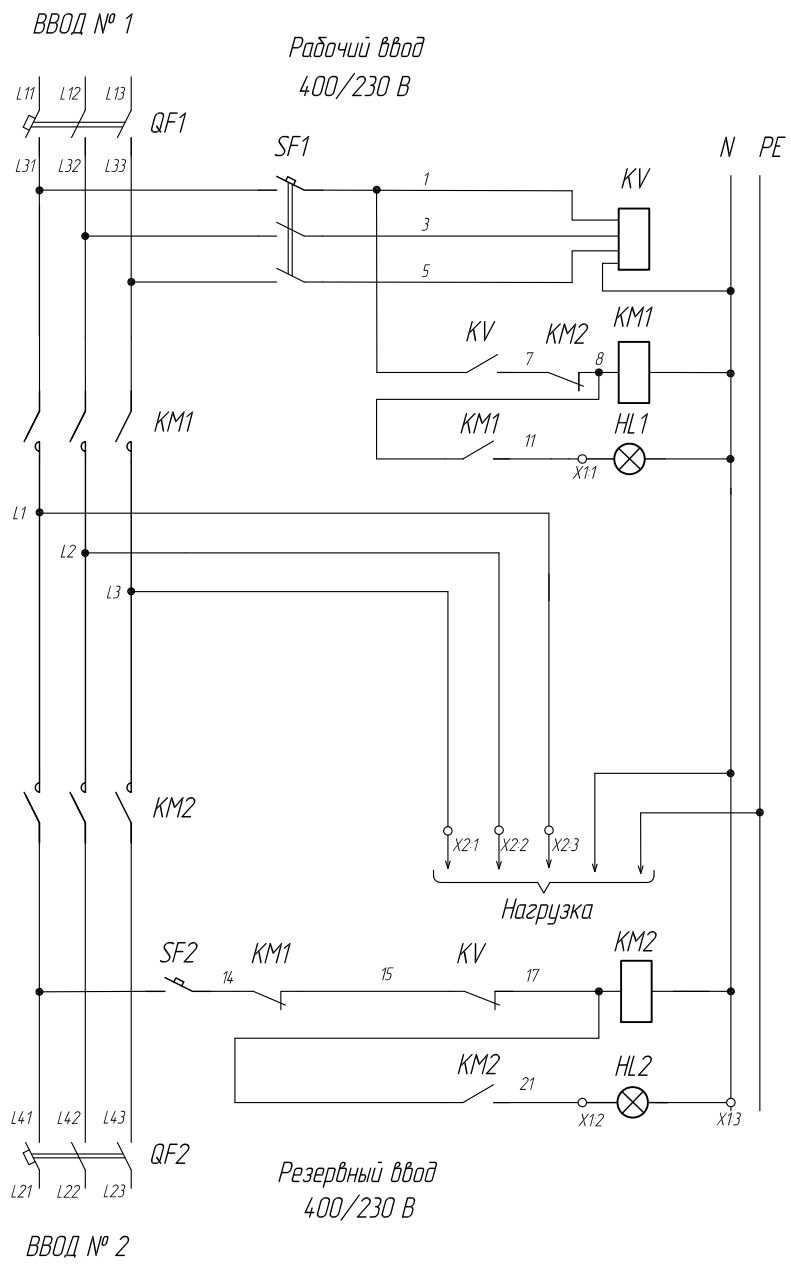 ВВОД № 1
Рабочий ввод
400/230 В
L11 L12 L13
QF1
SF1
N PE
L31 L32 L33
1
KV
3
5
KM1
KV
KM2
7
8
KM1
KM1
HL1
11
X1:1
L1
L2
L3
KM2
X2:1 X2:2 X2:3
Нагрузка
SF2
KM1
KV
KM2
14
15
17
KM2
HL2
21
L41 L42 L43
X1:2
X1:3
QF2
L21 L22 L23
Резервный ввод
400/230 В
ВВОД № 2